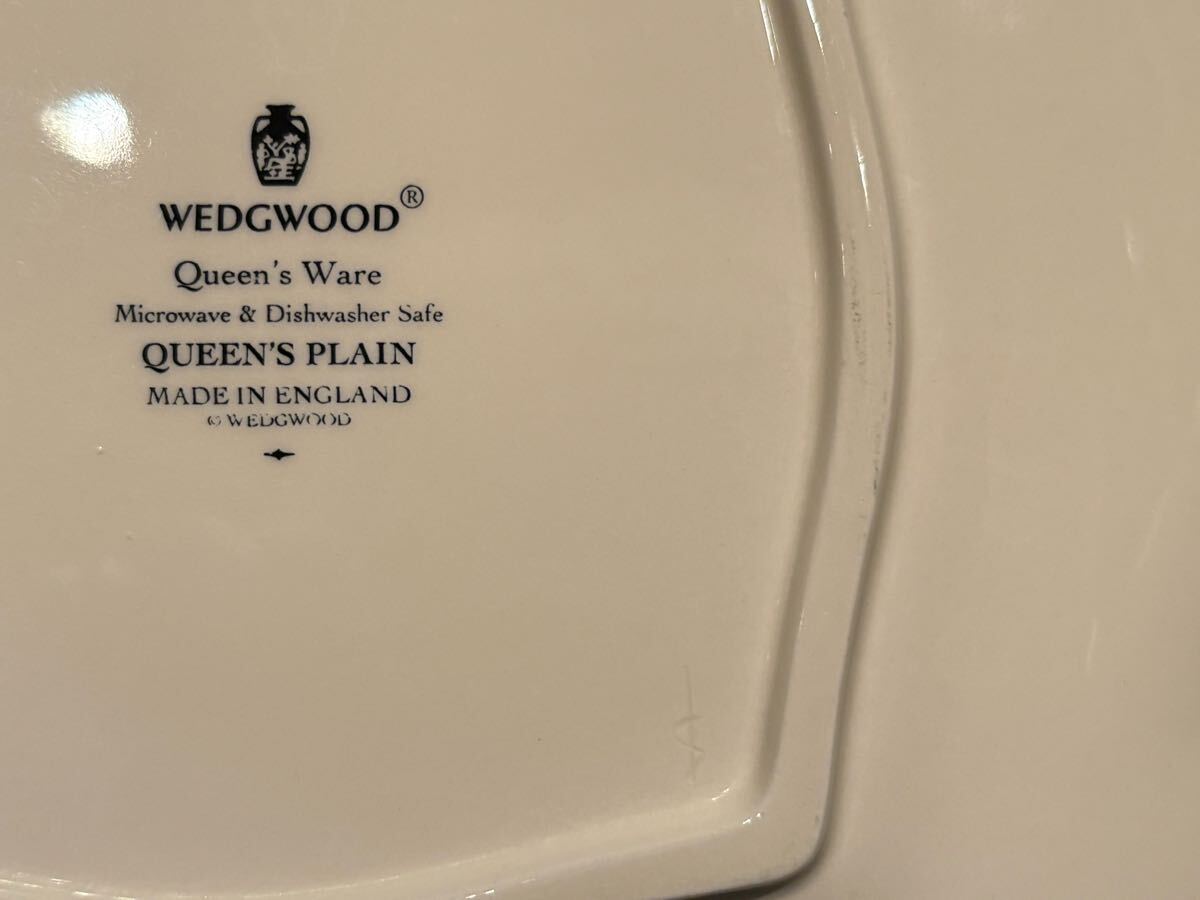 WEDGWOOD®
Queen's Ware
Microwave & Dishwasher Safe
QUEEN'S PLAIN
MADE IN ENGLAND
© WEDGWOOD